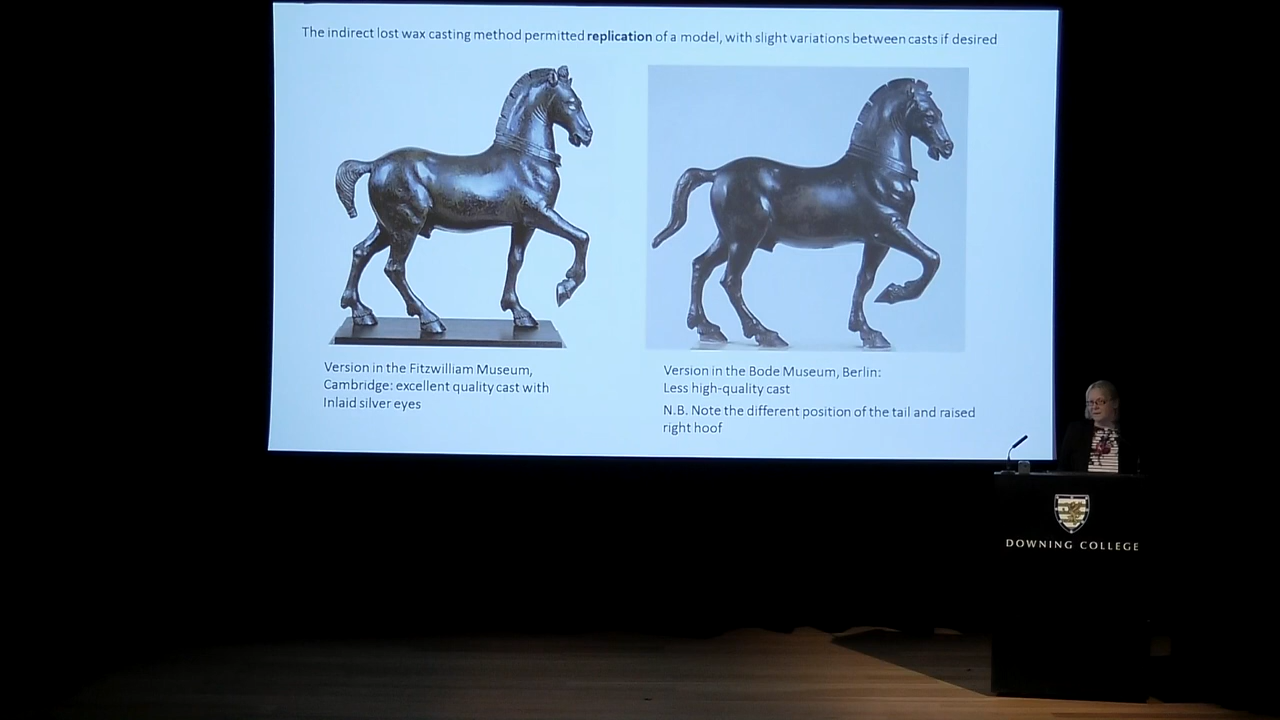 The indirect lost wax casting method permitted replication of a model, with slight variations between casts if desired
Version in the Fitzwilliam Museum,
Cambridge: excellent quality cast with
Inlaid silver eyes
Version in the Bode Museum, Berlin:
Less high-quality cast
N.B. Note the different position of the tail and raised
right hoof
DOWNING COLLEGE